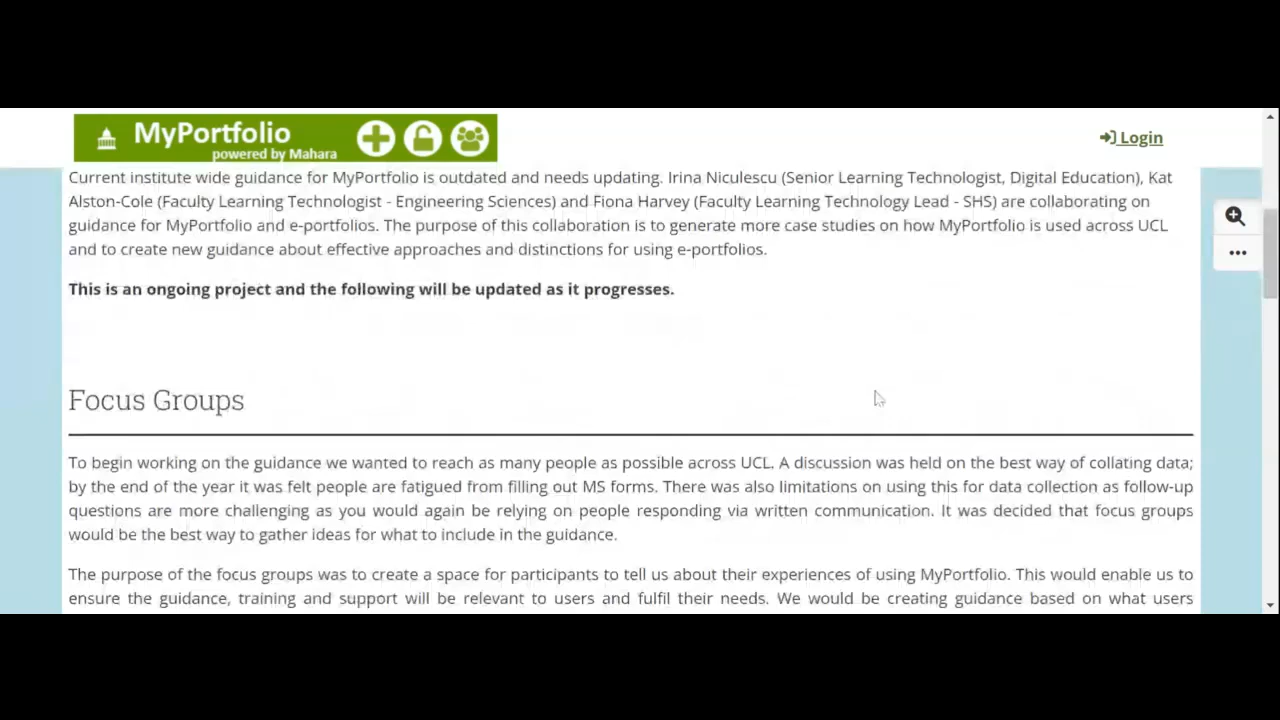 MyPortfolio
powered by Mahara
Login
Current institute wide guidance for MyPortfolio is outdated and needs updating. Irina Niculescu (Senior Learning Technologist, Digital Education), Kat
Alston-Cole (Faculty Learning Technologist - Engineering Sciences) and Fiona Harvey (Faculty Learning Technology Lead - SHS) are collaborating on
guidance for MyPortfolio and e-portfolios. The purpose of this collaboration is to generate more case studies on how MyPortfolio is used across UCL
and to create new guidance about effective approaches and distinctions for using e-portfolios.
This is an ongoing project and the following will be updated as it progresses.
Focus Groups
To begin working on the guidance we wanted to reach as many people as possible across UCL. A discussion was held on the best way of collating data;
by the end of the year it was felt people are fatigued from filling out MS forms. There was also limitations on using this for data collection as follow-up
questions are more challenging as you would again be relying on people responding via written communication. It was decided that focus groups
would be the best way to gather ideas for what to include in the guidance.
The purpose of the focus groups was to create a space for participants to tell us about their experiences of using MyPortfolio. This would enable us to
ensure the guidance, training and support will be relevant to users and fulfil their needs. We would be creating guidance based on what users